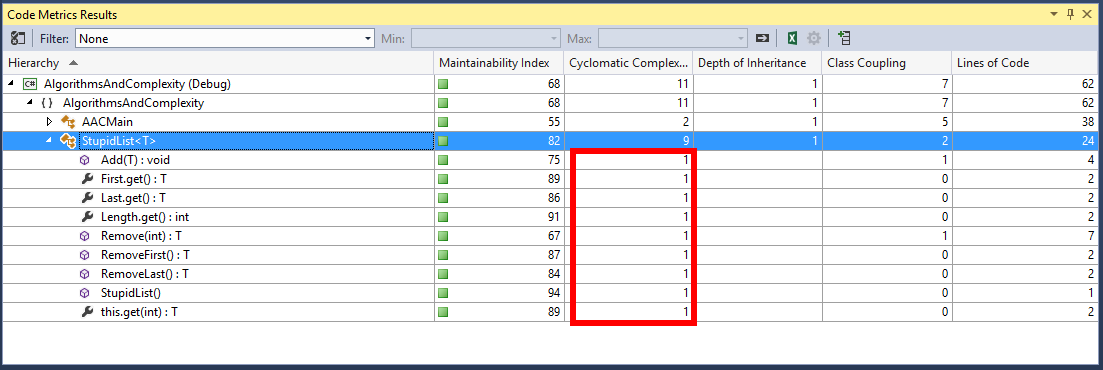 Code Metrics Results
Filter: None Min: Max:
Hierarchy Maintainability Index Cyclomatic Complex... Depth of Inheritance Class Coupling Lines of Code
C# AlgorithmsAndComplexity (Debug) 68 11 1 7 62
{ } AlgorithmsAndComplexity 68 11 1 7 62
AACMain 55 2 1 5 38
StupidList<T> 82 9 1 2 24
Add(T) : void 75 1 1 4
First.get() : T 89 1 0 2
Last.get() : T 86 1 0 2
Length.get() : int 91 1 0 2
Remove(int) : T 67 1 1 7
RemoveFirst() : T 87 1 0 2
RemoveLast() : T 84 1 0 2
StupidList() 94 1 0 1
this.get(int) : T 89 1 0 2